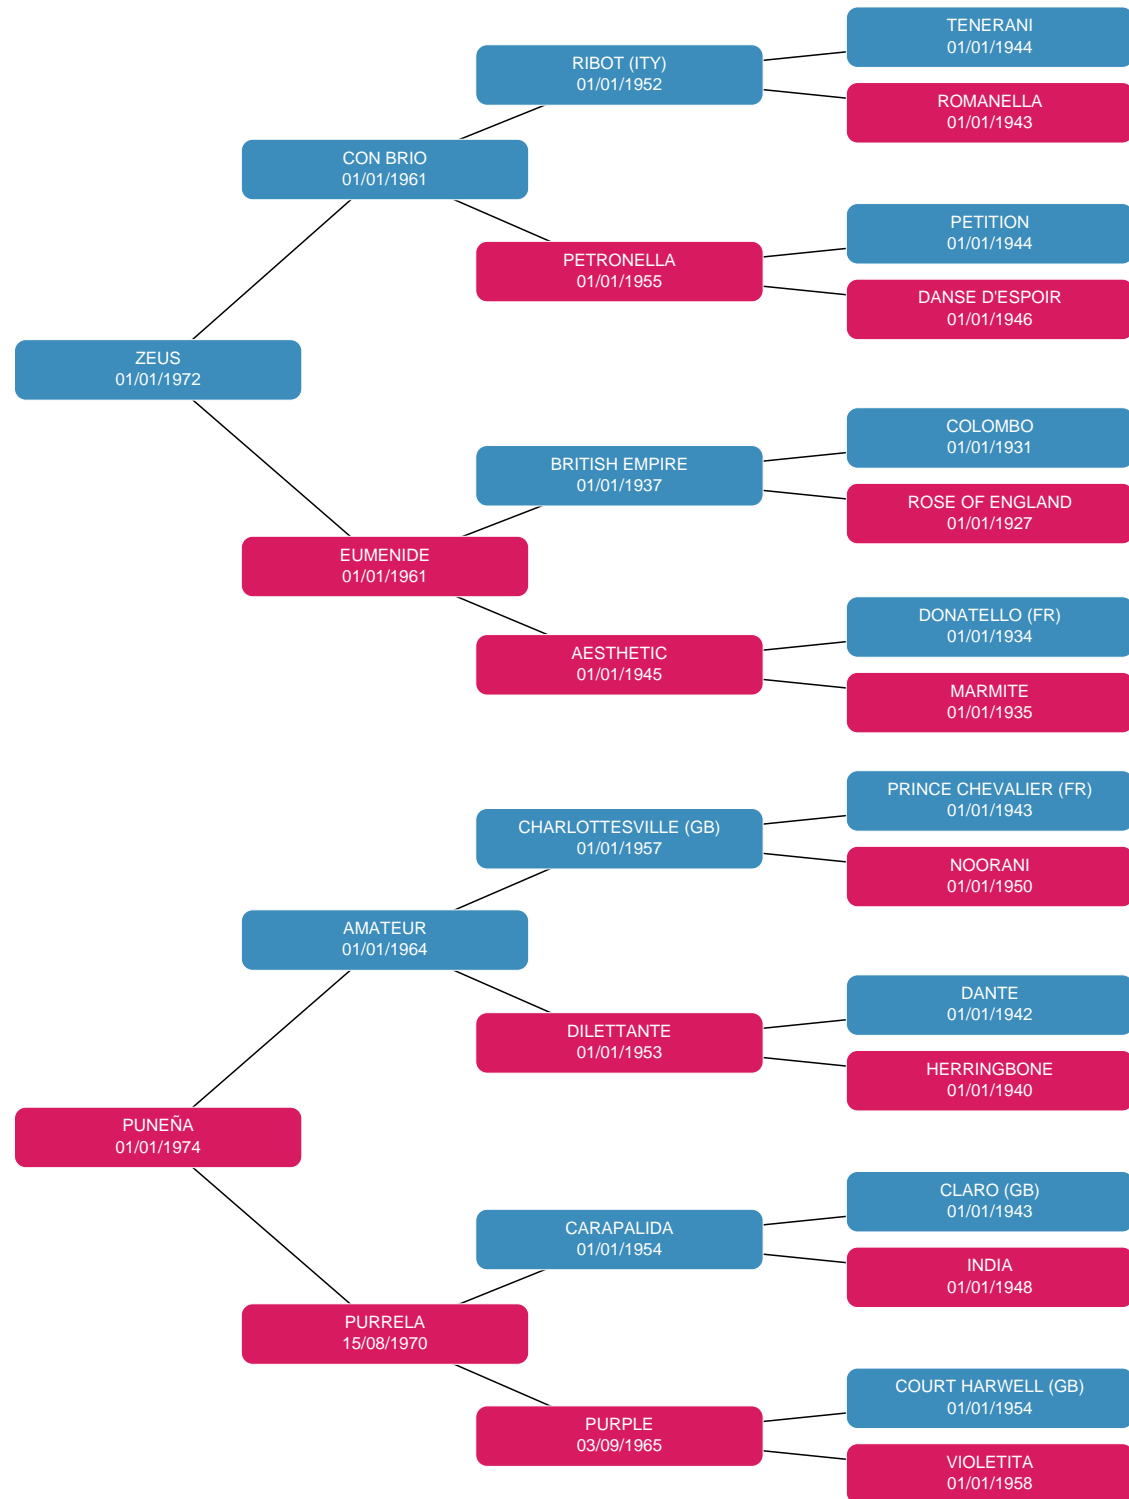 TENERANI
01/01/1944
RIBOT (ITY)
01/01/1952
ROMANELLA
01/01/1943
CON BRIO
01/01/1961
PETITION
01/01/1944
PETRONELLA
01/01/1955
DANSE D'ESPOIR
01/01/1946
ZEUS
01/01/1972
COLOMBO
01/01/1931
BRITISH EMPIRE
01/01/1937
ROSE OF ENGLAND
01/01/1927
EUMENIDE
01/01/1961
DONATELLO (FR)
01/01/1934
AESTHETIC
01/01/1945
MARMITE
01/01/1935
PRINCE CHEVALIER (FR)
01/01/1943
CHARLOTTESVILLE (GB)
01/01/1957
NOORANI
01/01/1950
AMATEUR
01/01/1964
DANTE
01/01/1942
DILETTANTE
01/01/1953
HERRINGBONE
01/01/1940
PUNEÑA
01/01/1974
CLARO (GB)
01/01/1943
CARAPALIDA
01/01/1954
INDIA
01/01/1948
PURRELA
15/08/1970
COURT HARWELL (GB)
01/01/1954
PURPLE
03/09/1965
VIOLETITA
01/01/1958